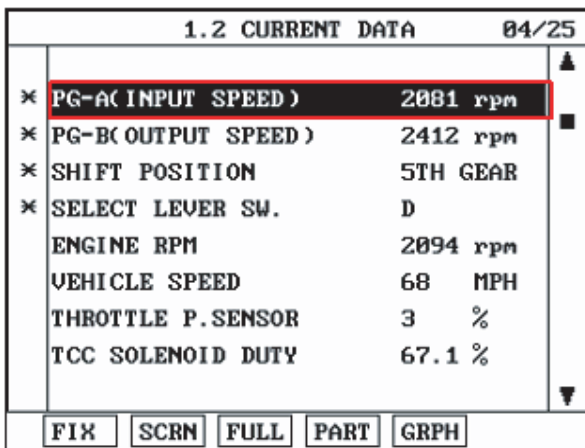 1.2 CURRENT DATA 04/25
* PG-A(INPUT SPEED) 2081 rpm
* PG-B(OUTPUT SPEED) 2412 rpm
* SHIFT POSITION 5TH GEAR
* SELECT LEVER SW. D
ENGINE RPM 2094 rpm
VEHICLE SPEED 68 MPH
THROTTLE P.SENSOR 3 %
TCC SOLENOID DUTY 67.1 %
FIX SCRN FULL PART GRPH